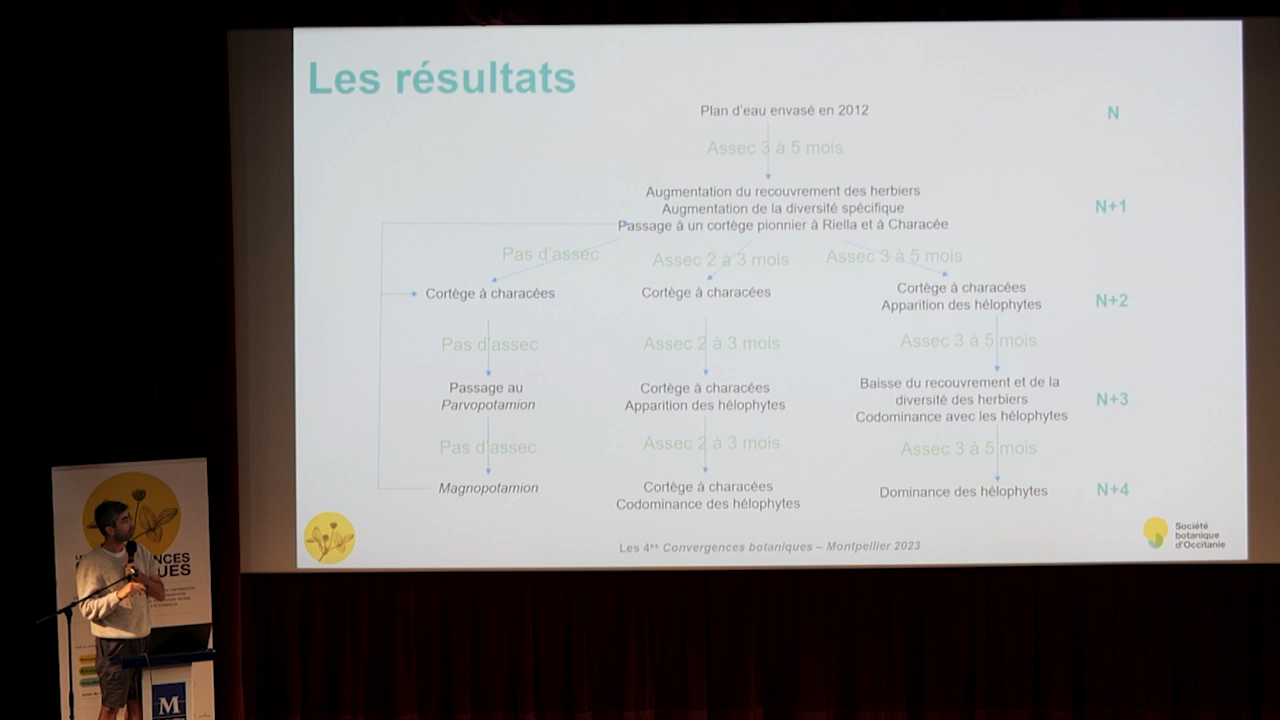 Les résultats
Plan d'eau envasé en 2012
N
Assec 3 à 5 mois
Augmentation du recouvrement des herbiers
Augmentation de la diversité spécifique
Passage à un cortège pionnier à Riella et à Characée
N+1
Pas d'assec
Assec 2 à 3 mois
Assec 3 à 5 mois
Cortège à characées
Cortège à characées
Cortège à characées
Apparition des hélophytes
N+2
Pas d'assec
Assec 2 à 3 mois
Assec 3 à 5 mois
Passage au
Parvopotamion
Cortège à characées
Apparition des hélophytes
Baisse du recouvrement et de la
diversité des herbiers
Codominance avec les hélophytes
N+3
Pas d'assec
Assec 2 à 3 mois
Assec 3 à 5 mois
Magnopotamion
Cortège à characées
Codominance des hélophytes
Dominance des hélophytes
N+4
Les 4es Convergences botaniques – Montpellier 2023
Société
botanique
d'Occitanie
NCES
UES
M